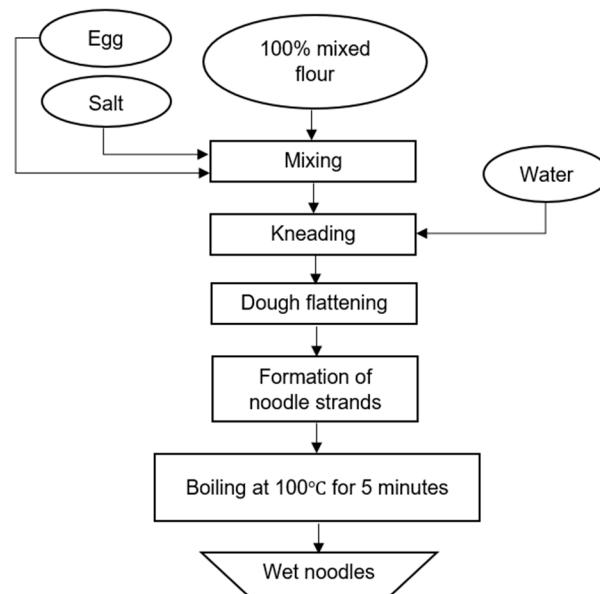 Egg
100% mixed
flour
Salt
Mixing
Water
Kneading
Dough flattening
Formation of
noodle strands
Boiling at 100℃ for 5 minutes
Wet noodles